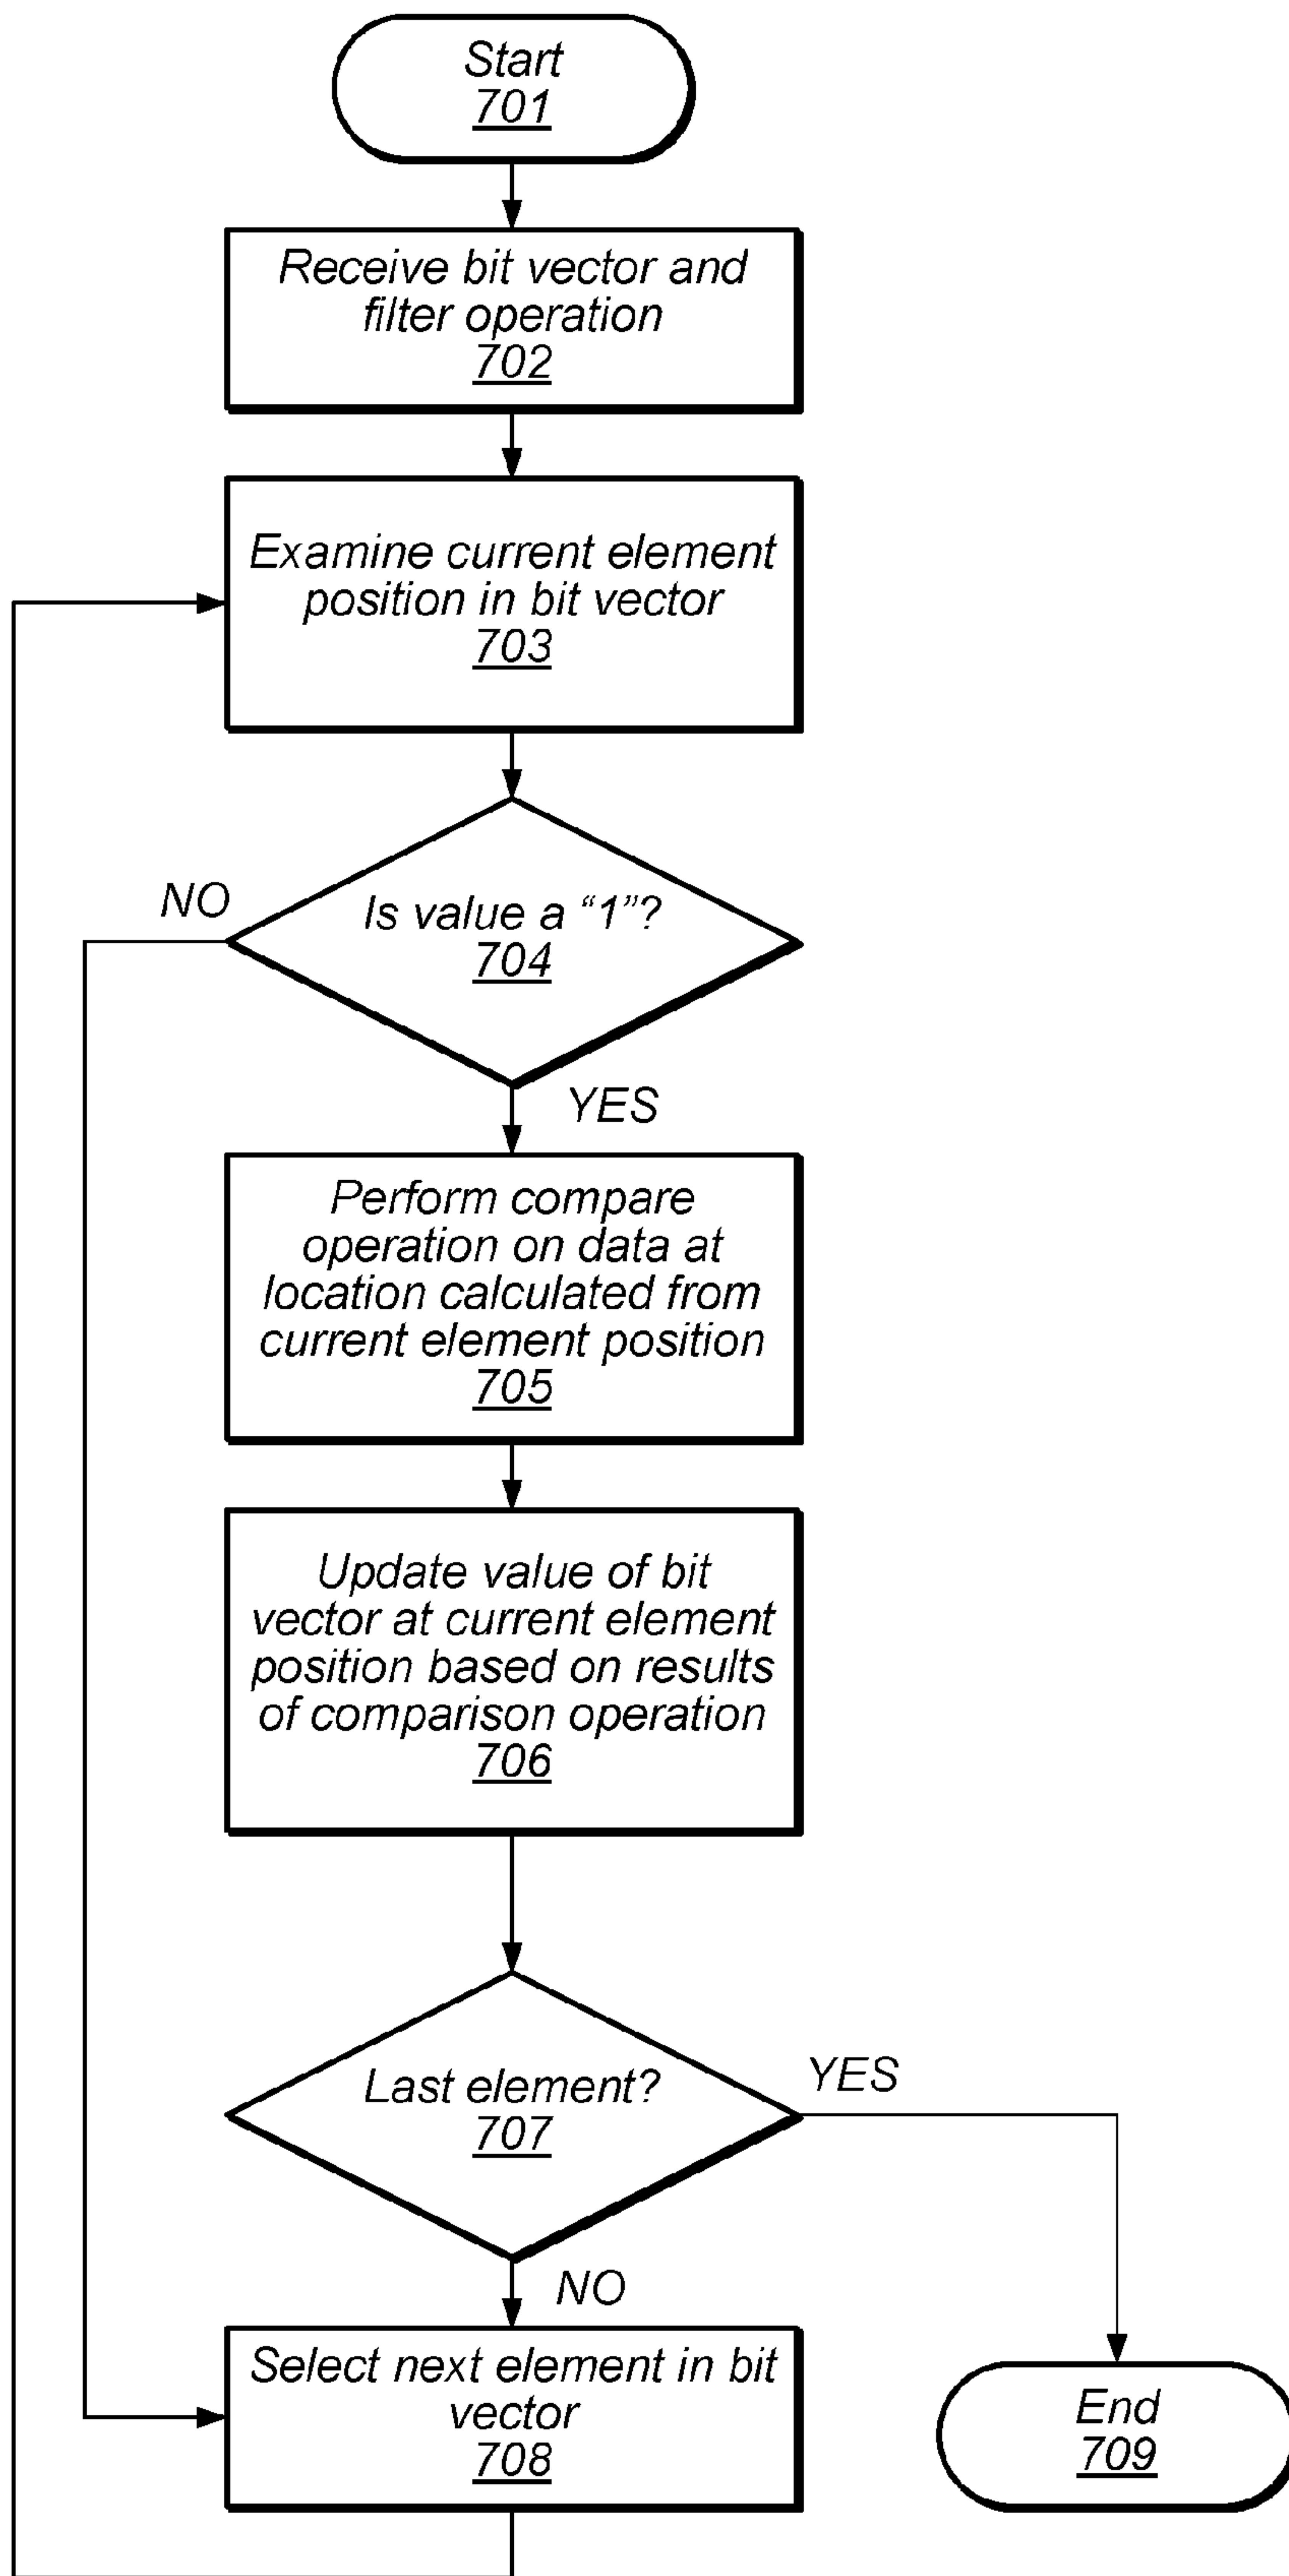 Start
701
Receive bit vector and
filter operation
702
Examine current element
position in bit vector
703
NO
Is value a “1”?
704
YES
Perform compare
operation on data at
location calculated from
current element position
705
Update value of bit
vector at current element
position based on results
of comparison operation
706
Last element?
707
YES
NO
Select next element in bit
vector
708
End
709